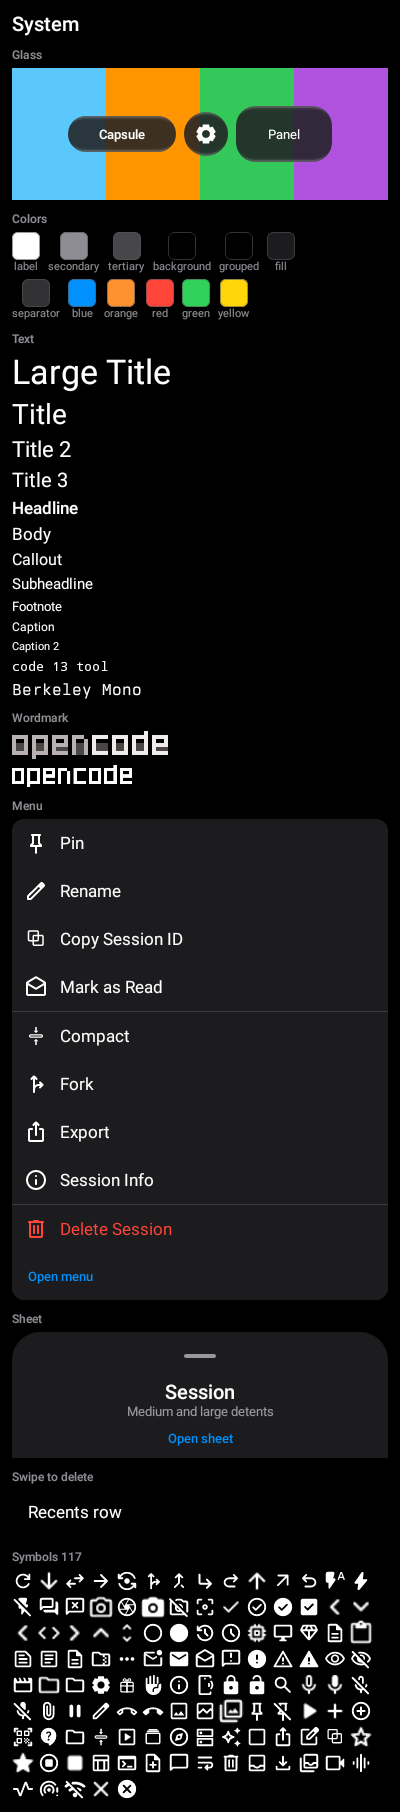 System
Glass
Capsule
Panel
Colors
label secondary tertiary background grouped fill
separator blue orange red green yellow
Text
Large Title
Title
Title 2
Title 3
Headline
Body
Callout
Subheadline
Footnote
Caption
Caption 2
code 13 tool
Berkeley Mono
Wordmark
opencode
opencode
Menu
Pin
Rename
Copy Session ID
Mark as Read
Compact
Fork
Export
Session Info
Delete Session
Open menu
Sheet
Session
Medium and large detents
Open sheet
Swipe to delete
Recents row
Symbols 117